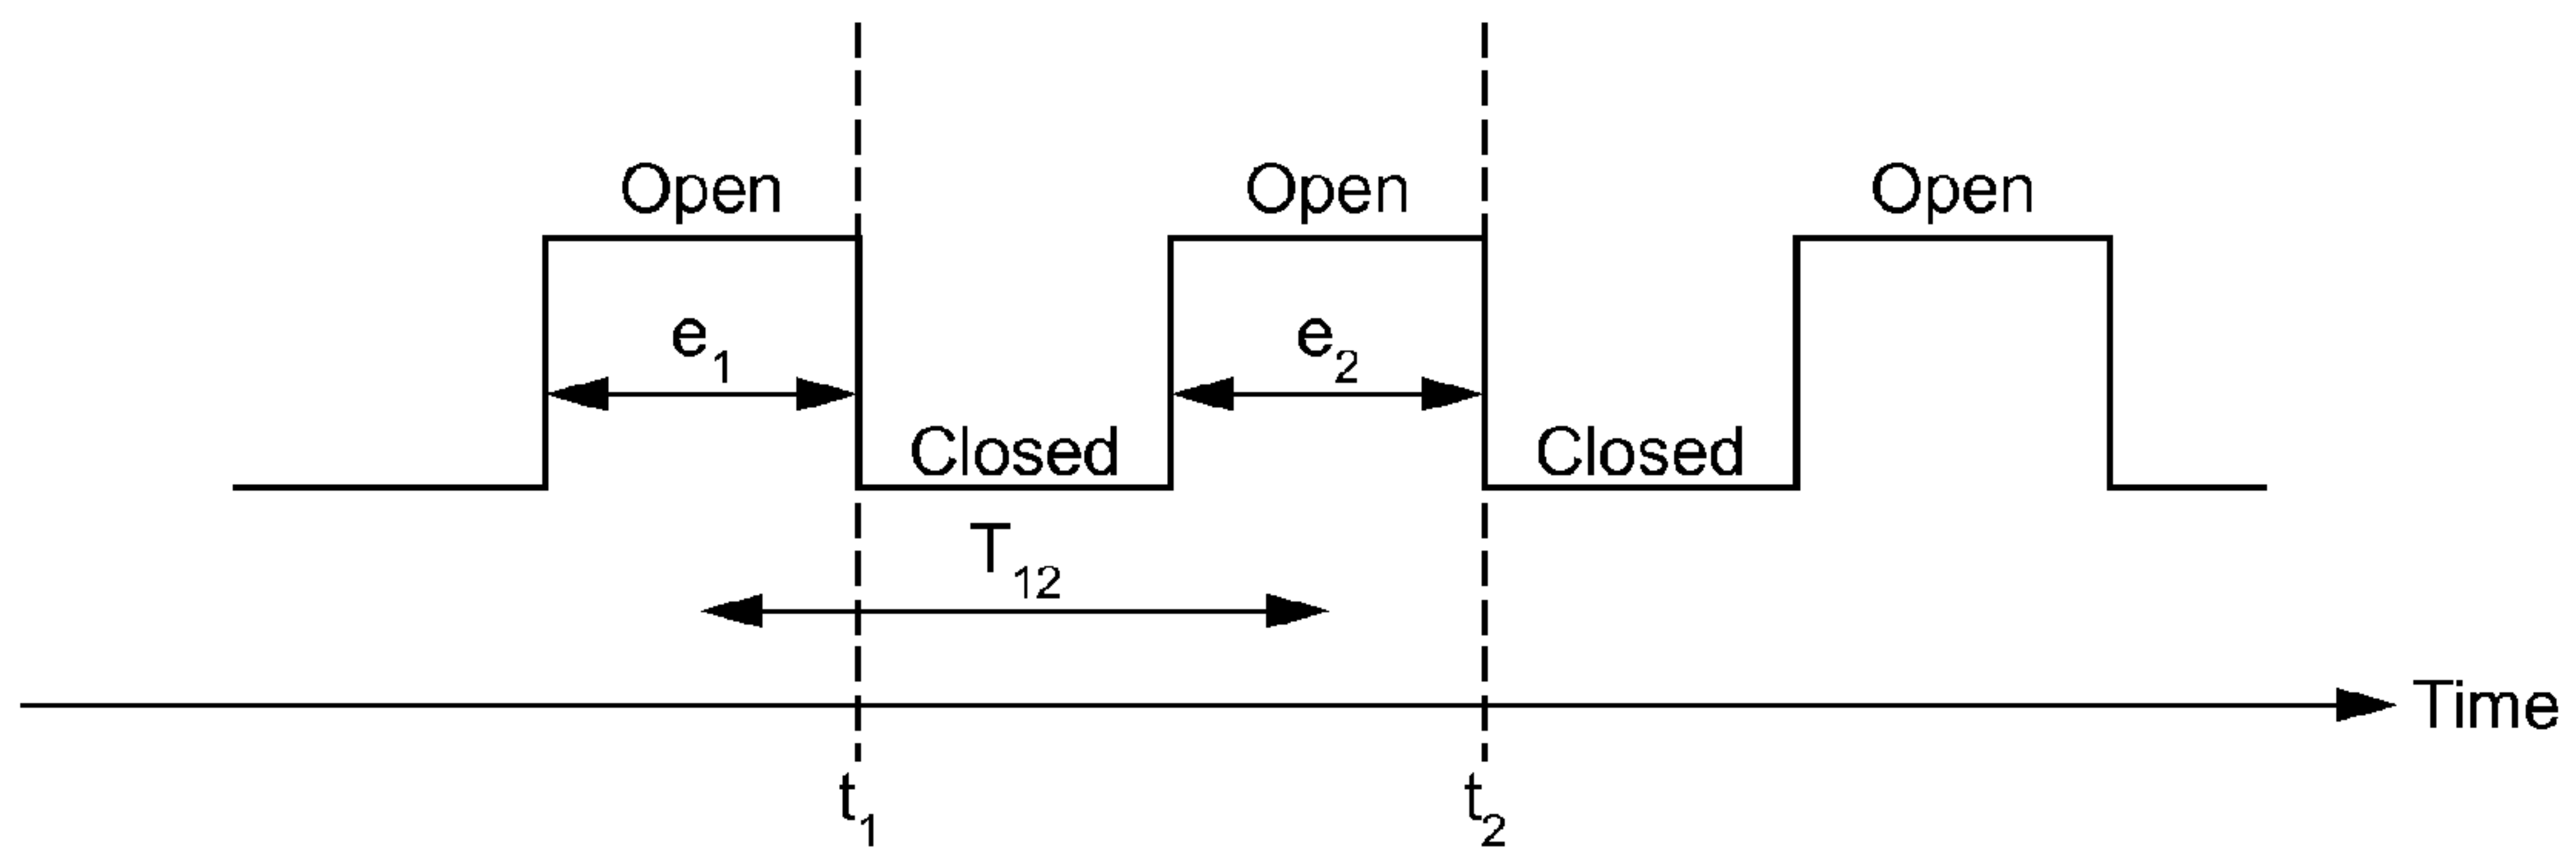 Open Open Open
e1 e2
Closed Closed
T12
Time
t1 t2